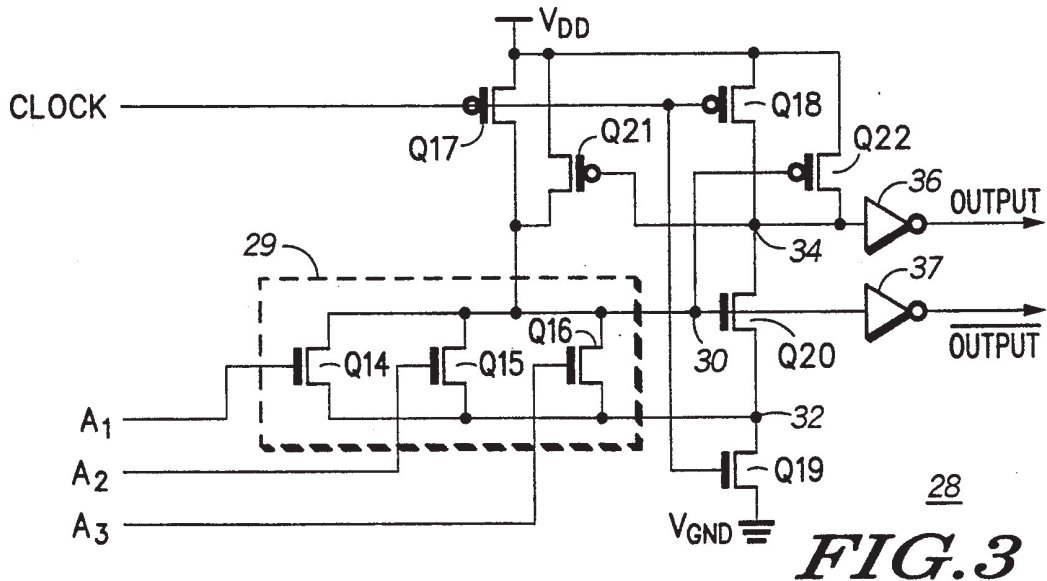 VDD
CLOCK
Q17
Q21
Q18
Q22
36
OUTPUT
34
29
37
OUTPUT
Q16
Q14
Q15
30
Q20
A1
32
A2
Q19
A3
28
VGND
FIG.3